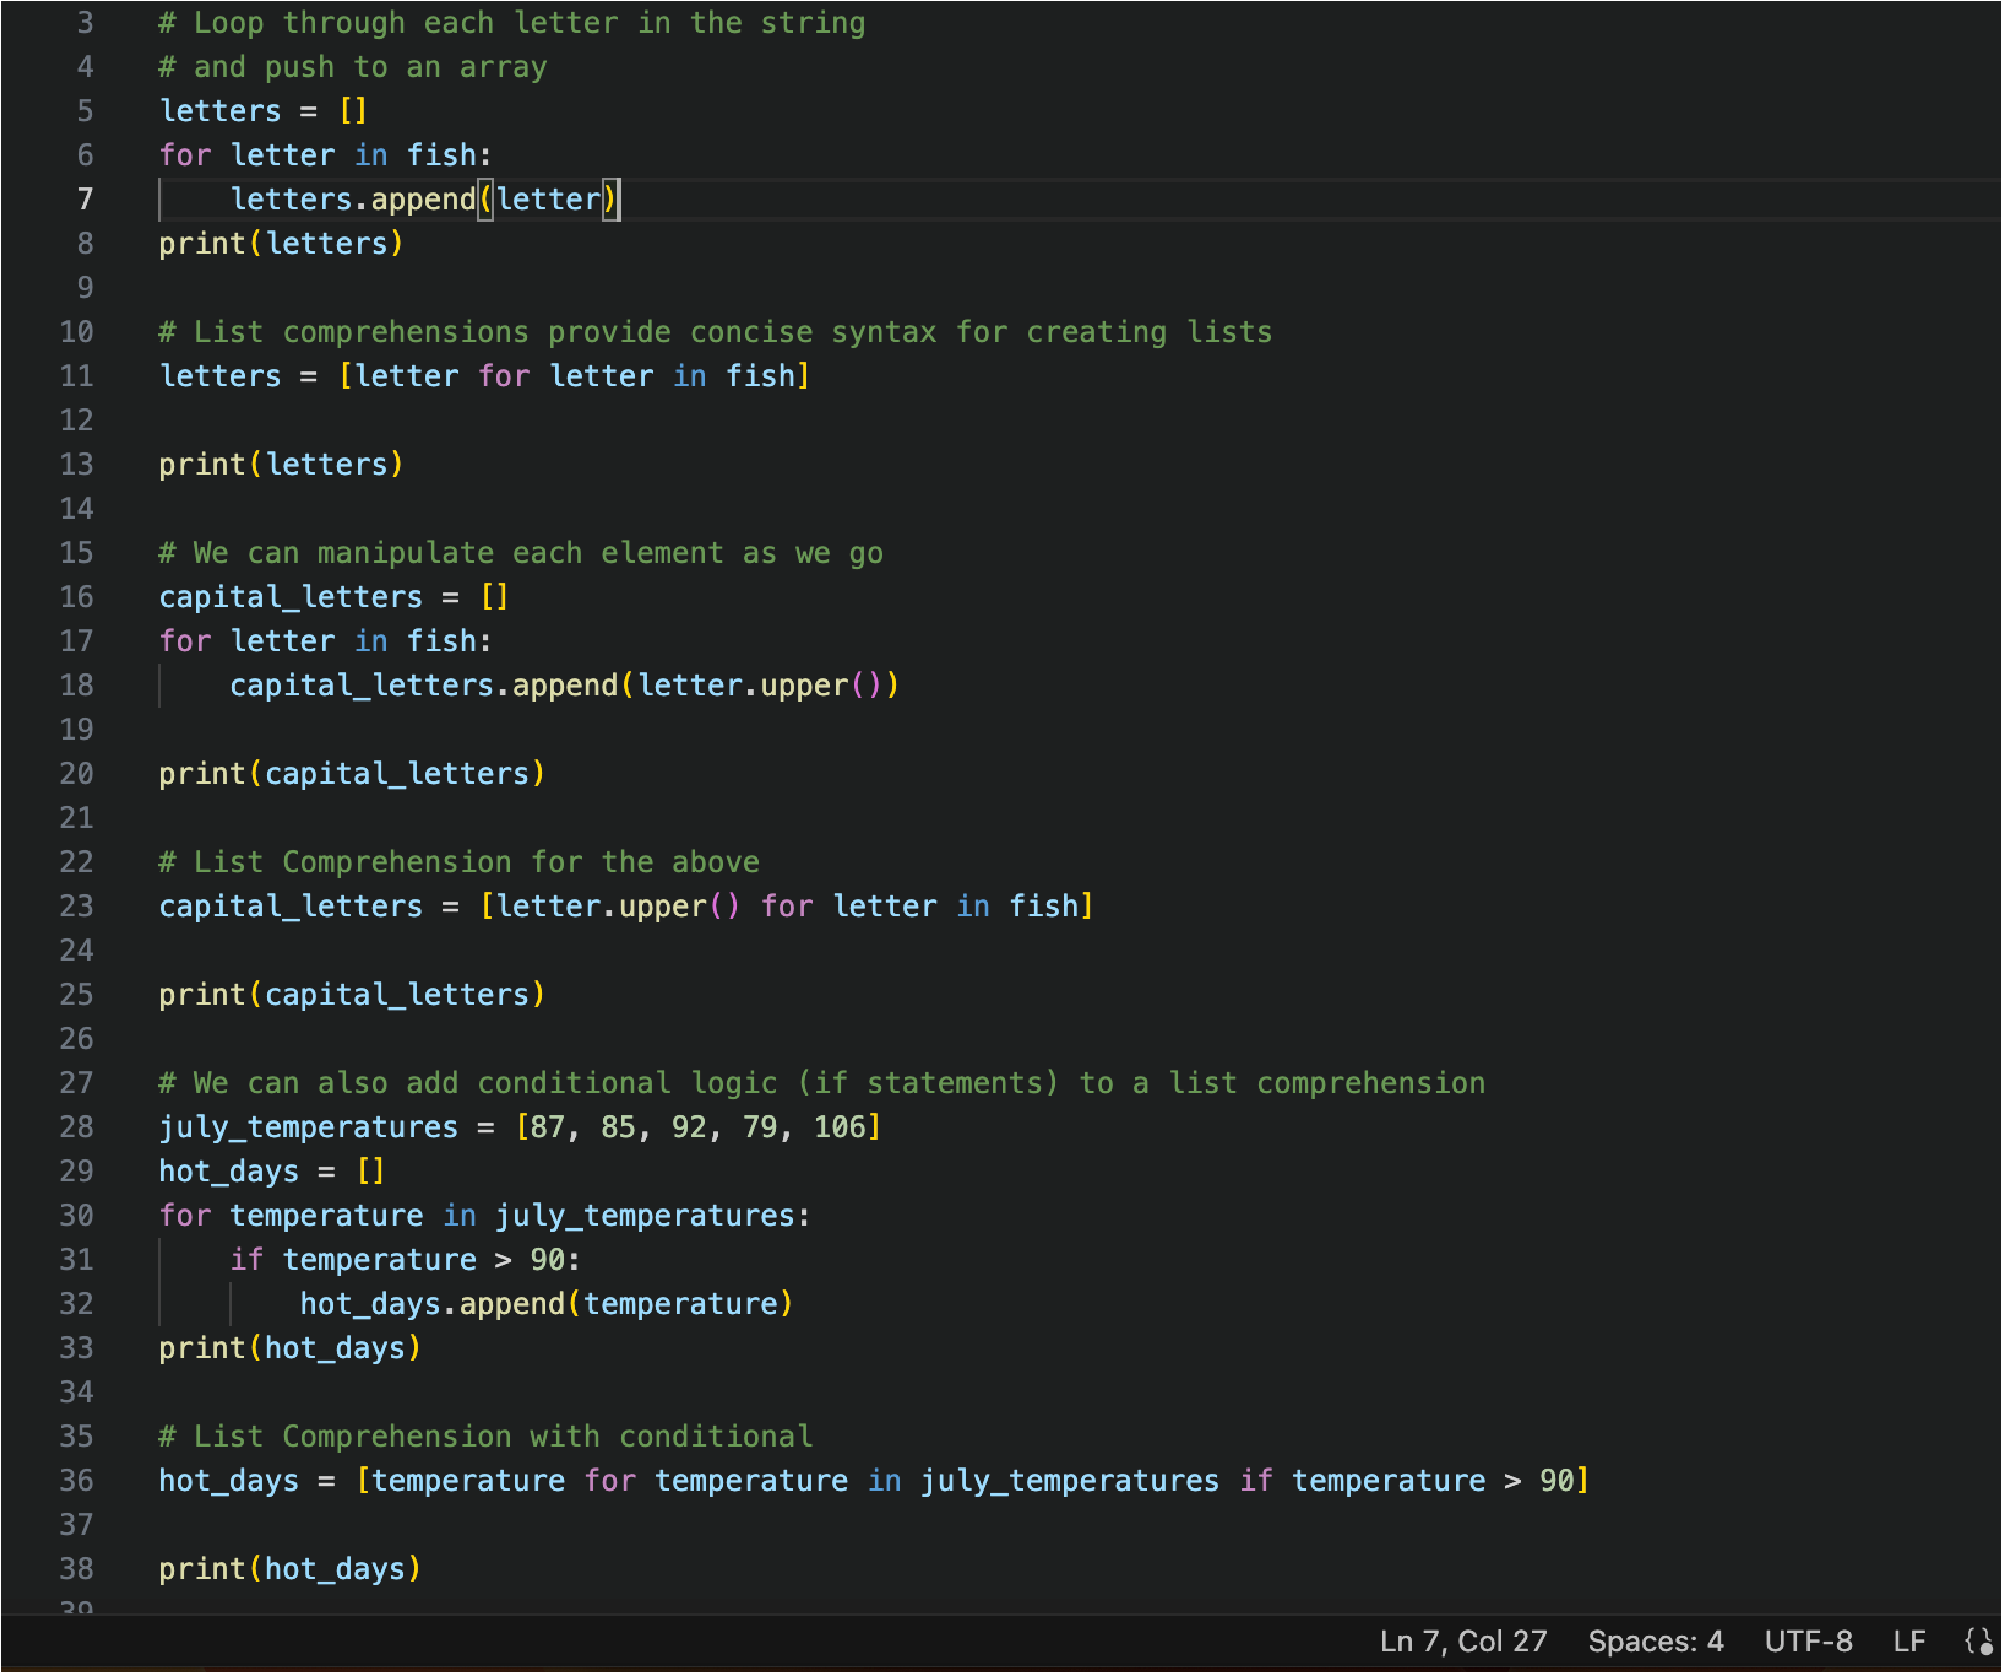 3 # Loop through each letter in the string
4 # and push to an array
5 letters = []
6 for letter in fish:
7     letters.append(letter)
8 print(letters)
9
10 # List comprehensions provide concise syntax for creating lists
11 letters = [letter for letter in fish]
12
13 print(letters)
14
15 # We can manipulate each element as we go
16 capital_letters = []
17 for letter in fish:
18     capital_letters.append(letter.upper())
19
20 print(capital_letters)
21
22 # List Comprehension for the above
23 capital_letters = [letter.upper() for letter in fish]
24
25 print(capital_letters)
26
27 # We can also add conditional logic (if statements) to a list comprehension
28 july_temperatures = [87, 85, 92, 79, 106]
29 hot_days = []
30 for temperature in july_temperatures:
31     if temperature > 90:
32         hot_days.append(temperature)
33 print(hot_days)
34
35 # List Comprehension with conditional
36 hot_days = [temperature for temperature in july_temperatures if temperature > 90]
37
38 print(hot_days)
39
Ln 7, Col 27 Spaces: 4 UTF-8 LF {}